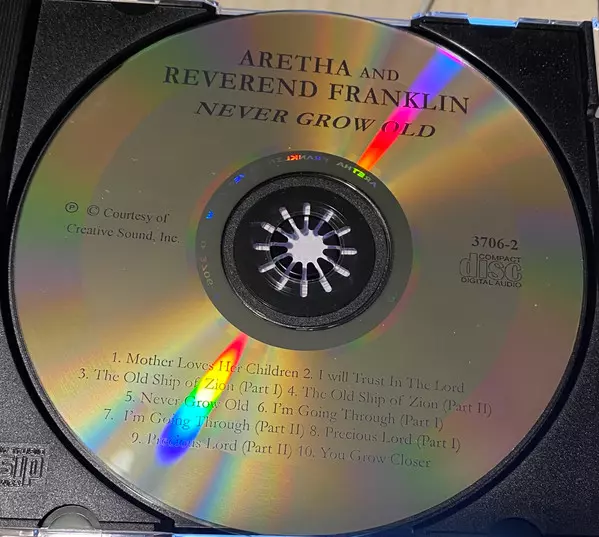 ARETHA AND
REVEREND FRANKLIN
NEVER GROW OLD
ARETHA FRANKLIN
℗ © Courtesy of
Creative Sound, Inc.
3706-2
COMPACT
disc
DIGITAL AUDIO
1. Mother Loves Her Children 2. I will Trust In The Lord
3. The Old Ship of Zion (Part I) 4. The Old Ship of Zion (Part II)
5. Never Grow Old 6. I'm Going Through (Part I)
7. I'm Going Through (Part II) 8. Precious Lord (Part I)
9. Precious Lord (Part II) 10. You Grow Closer